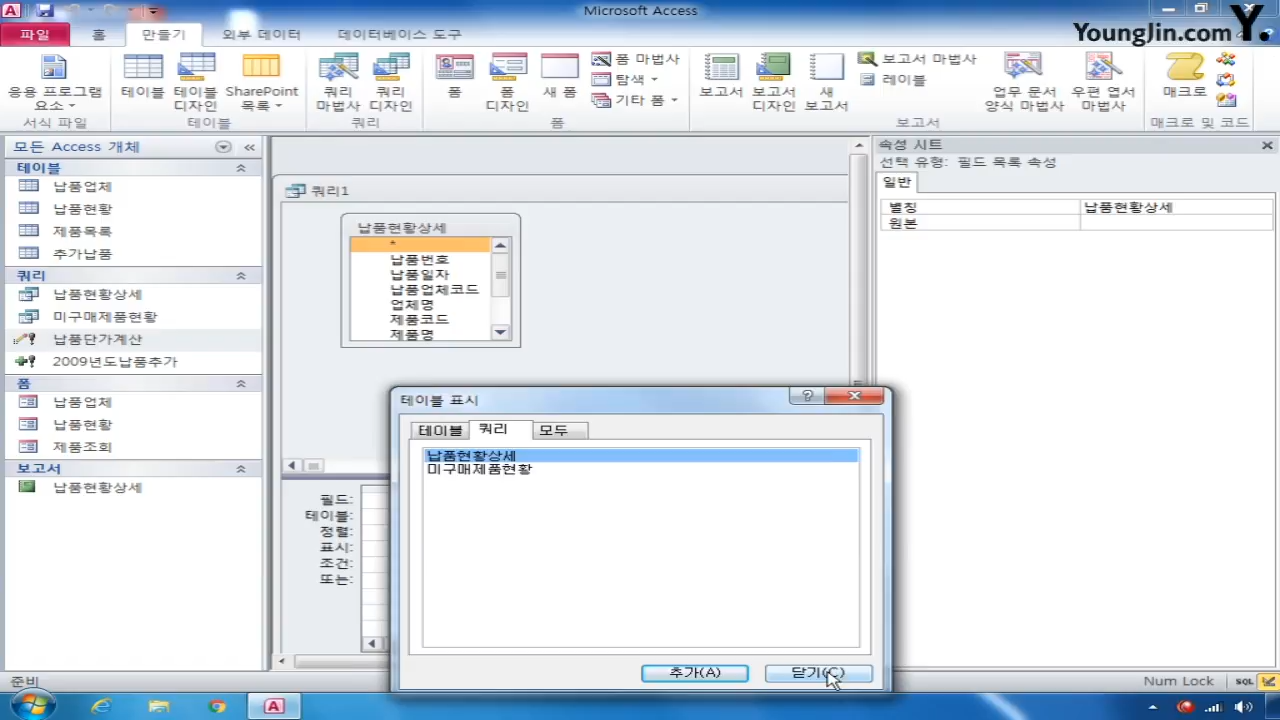 Microsoft Access
YoungJin.com Y.
파일 홈 만들기 외부 데이터 데이터베이스 도구
응용 프로그램 요소
테이블
테이블 디자인
SharePoint 목록
쿼리 마법사
쿼리 디자인
폼
폼 디자인
새 폼
폼 마법사
탐색
기타 폼
보고서
보고서 디자인
새 보고서
보고서 마법사
레이블
업무 문서 양식 마법사
우편 엽서 마법사
매크로
서식 파일 테이블 쿼리 폼 보고서 매크로 및 코드
모든 Access 개체
테이블
납품업체
납품현황
제품목록
추가납품
쿼리
납품현황상세
미구매제품현황
납품단가계산
2009년도납품추가
폼
납품업체
납품현황
제품조회
보고서
납품현황상세
쿼리1
납품현황상세
*
납품번호
납품일자
납품업체코드
업체명
제품코드
제품명
필드:
테이블:
정렬:
표시:
조건:
또는:
테이블 표시
테이블 쿼리 모두
납품현황상세
미구매제품현황
추가(A) 닫기(C)
속성 시트
선택 유형: 필드 목록 속성
일반
별칭 납품현황상세
원본
준비 Num Lock SQL